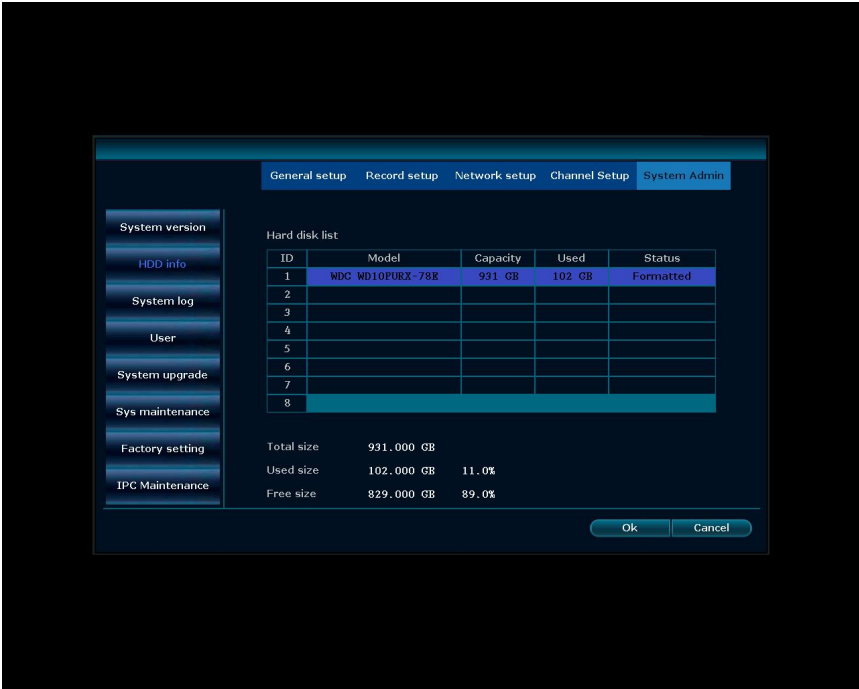 General setup Record setup Network setup Channel Setup System Admin
System version
HDD info
System log
User
System upgrade
Sys maintenance
Factory setting
IPC Maintenance
Hard disk list
ID Model Capacity Used Status
1 WDC WD10PURX-78E 931 GB 102 GB Formatted
2
3
4
5
6
7
8
Total size 931.000 GB
Used size 102.000 GB 11.0%
Free size 829.000 GB 89.0%
Ok Cancel